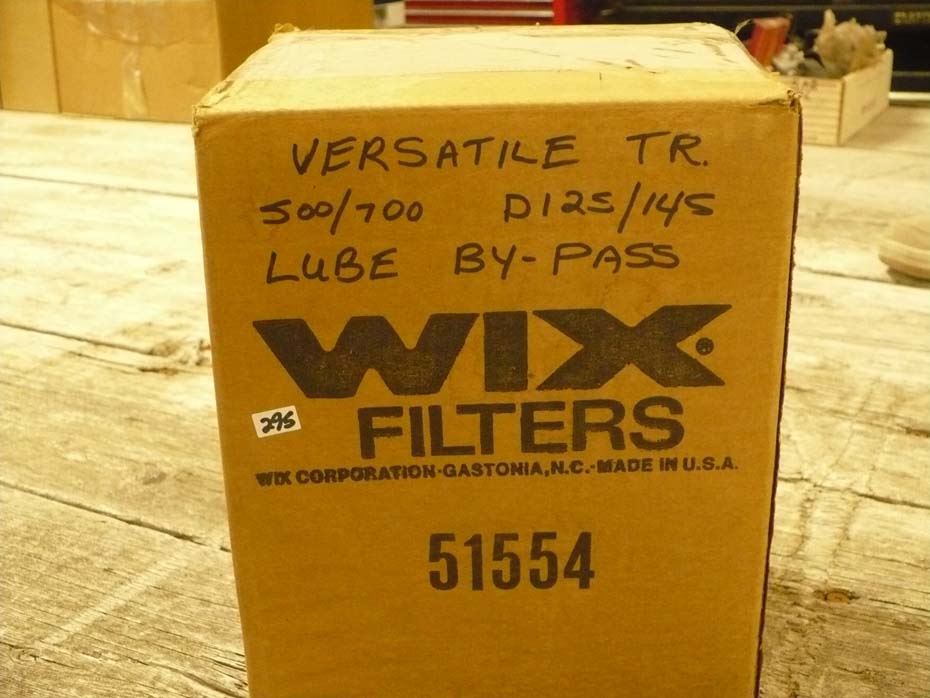 VERSATILE TR.
500/700 D125/145
LUBE BY-PASS
WIX
FILTERS
295
WIX CORPORATION-GASTONIA, N.C.-MADE IN U.S.A.
51554